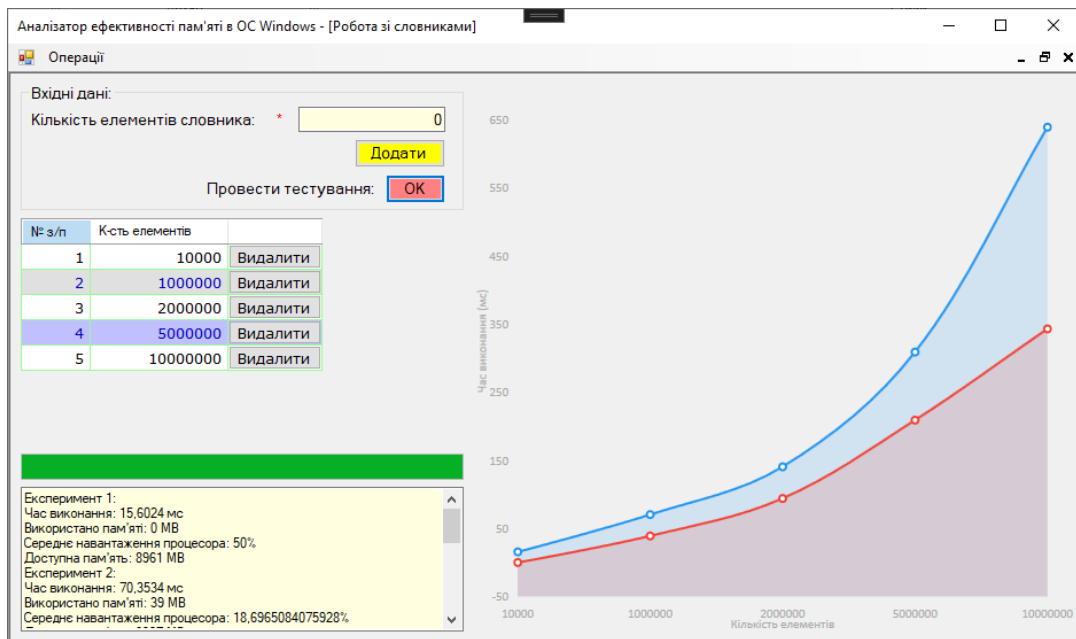 Аналізатор ефективності пам'яті в ОС Windows - [Робота зі словниками]
Операції
Вхідні дані:
Кількість елементів словника: * 0
Додати
Провести тестування: ОК
№ з/п К-сть елементів
1 10000 Видалити
2 1000000 Видалити
3 2000000 Видалити
4 5000000 Видалити
5 10000000 Видалити
Експеримент 1:
Час виконання: 15,6024 мс
Використано пам'яті: 0 MB
Середнє навантаження процесора: 50%
Доступна пам'ять: 8961 MB
Експеримент 2:
Час виконання: 70,3534 мс
Використано пам'яті: 39 MB
Середнє навантаження процесора: 18,6965084075928%
650
550
450
350
250
150
50
-50
Час виконання (мс)
10000 1000000 2000000 5000000 10000000
Кількість елементів